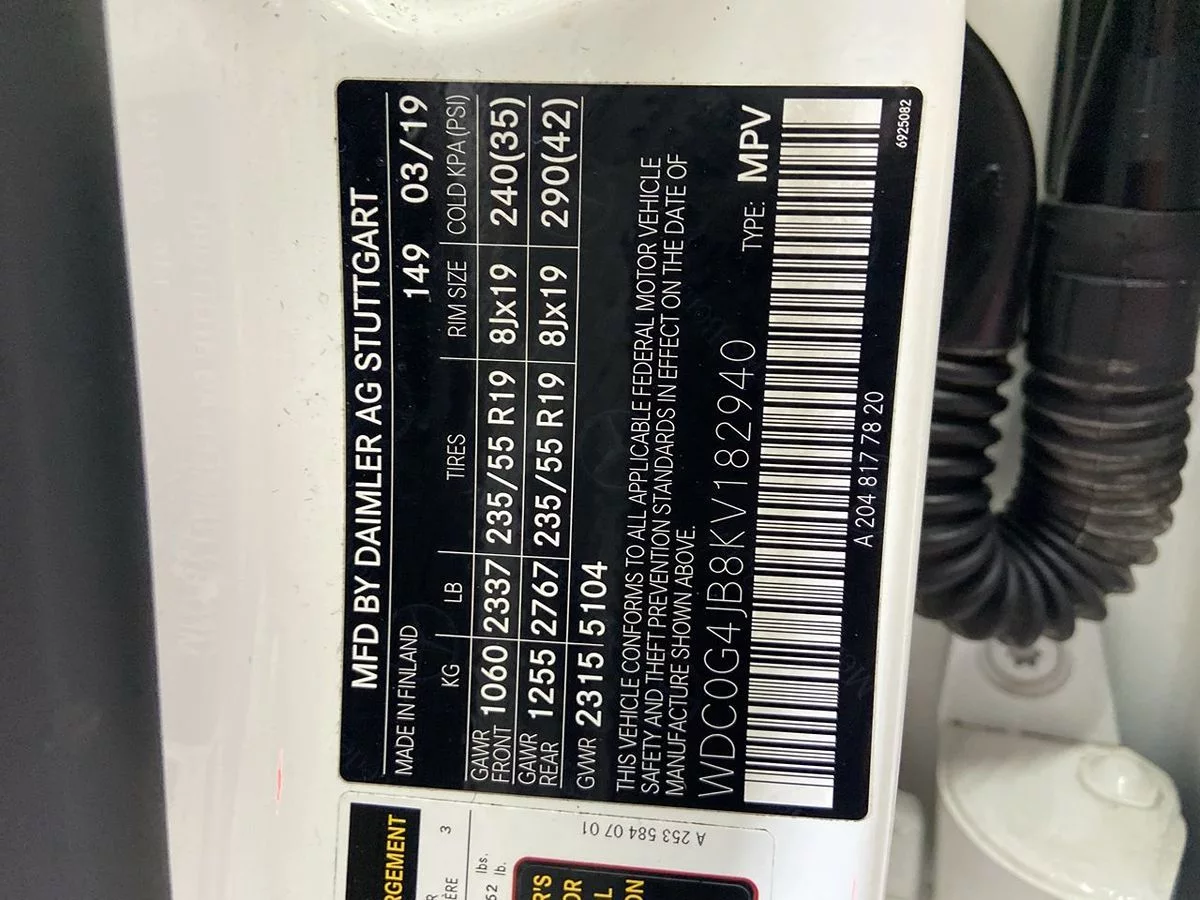 MFD BY DAIMLER AG STUTTGART
MADE IN FINLAND 149 03/19
KG LB TIRES RIM SIZE COLD KPA(PSI)
GAWR FRONT 1060 2337 235/55 R19 8Jx19 240(35)
GAWR REAR 1255 2767 235/55 R19 8Jx19 290(42)
GVWR 2315 5104
THIS VEHICLE CONFORMS TO ALL APPLICABLE FEDERAL MOTOR VEHICLE
SAFETY AND THEFT PREVENTION STANDARDS IN EFFECT ON THE DATE OF
MANUFACTURE SHOWN ABOVE.
WDC0G4JB8KV182940 TYPE: MPV
A 204 817 78 20
6925082
3
lbs.
lb.
A 253 584 07 01